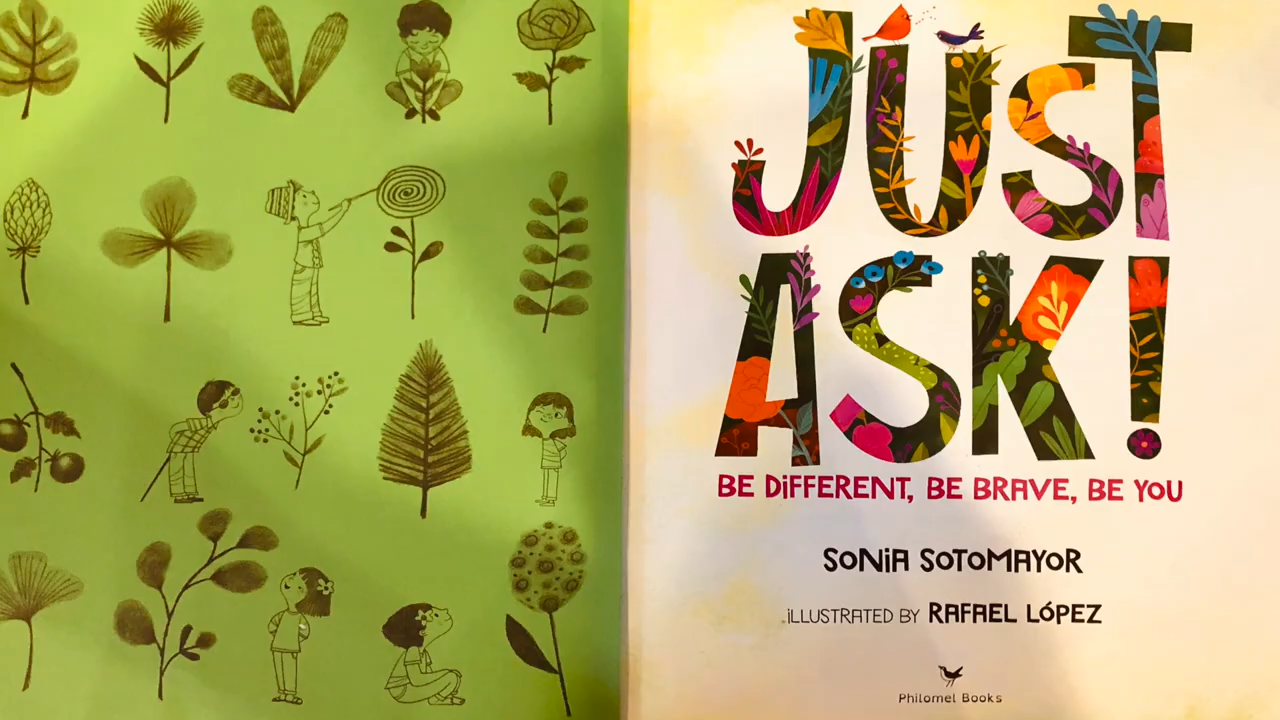 JUST
ASK!
BE DiFFERENT, BE BRAVE, BE YOU
SONiA SOTOMAYOR
iLLUSTRATED BY RAFAEL LÓPEZ
Philomel Books